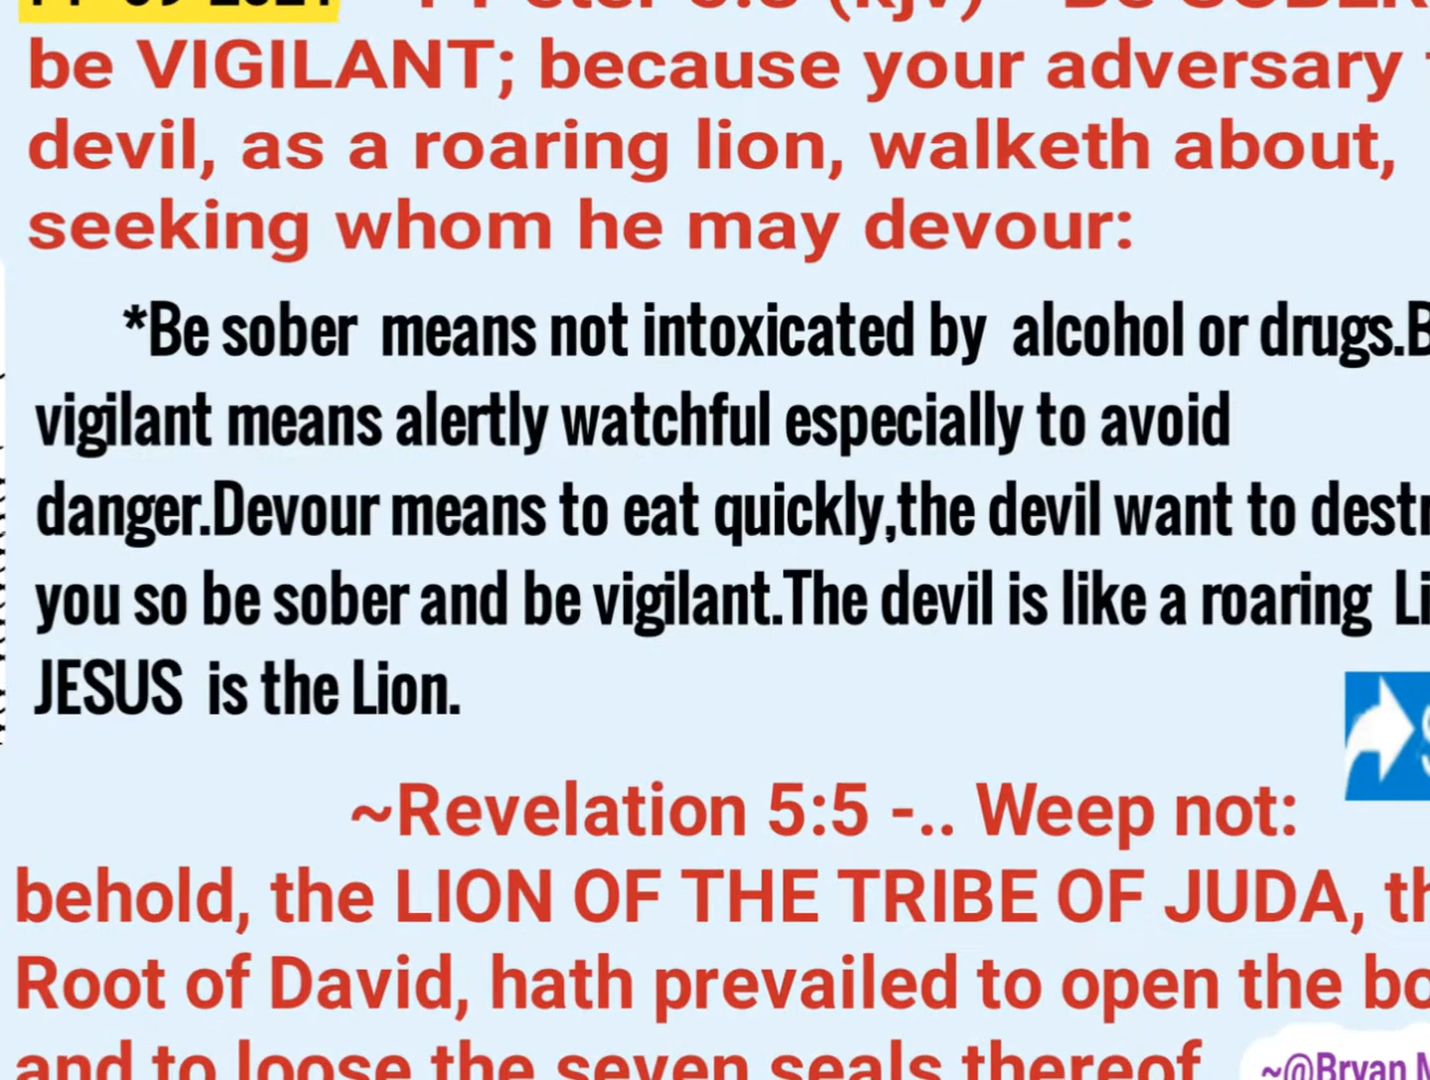 be VIGILANT; because your adversary
devil, as a roaring lion, walketh about,
seeking whom he may devour:
*Be sober means not intoxicated by alcohol or drugs.
vigilant means alertly watchful especially to avoid
danger.Devour means to eat quickly,the devil want to
you so be sober and be vigilant.The devil is like a roaring
JESUS is the Lion.
~Revelation 5:5 -.. Weep not:
behold, the LION OF THE TRIBE OF JUDA,
Root of David, hath prevailed to open the
and to loose the seven seals thereof
~@Bryan